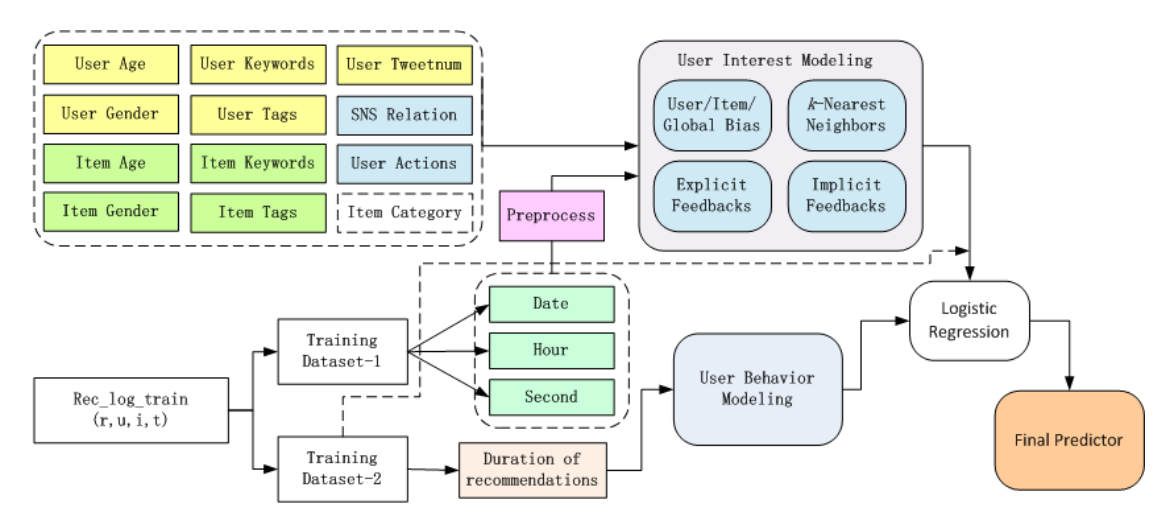 User Age
User Keywords
User Tweetnum
User Gender
User Tags
SNS Relation
Item Age
Item Keywords
User Actions
Item Gender
Item Tags
Item Category
User Interest Modeling
User/Item/
Global Bias
k-Nearest
Neighbors
Explicit
Feedbacks
Implicit
Feedbacks
Preprocess
Date
Hour
Second
Training
Dataset-1
Rec_log_train
(r,u,i,t)
Training
Dataset-2
Duration of
recommendations
User Behavior
Modeling
Logistic
Regression
Final Predictor